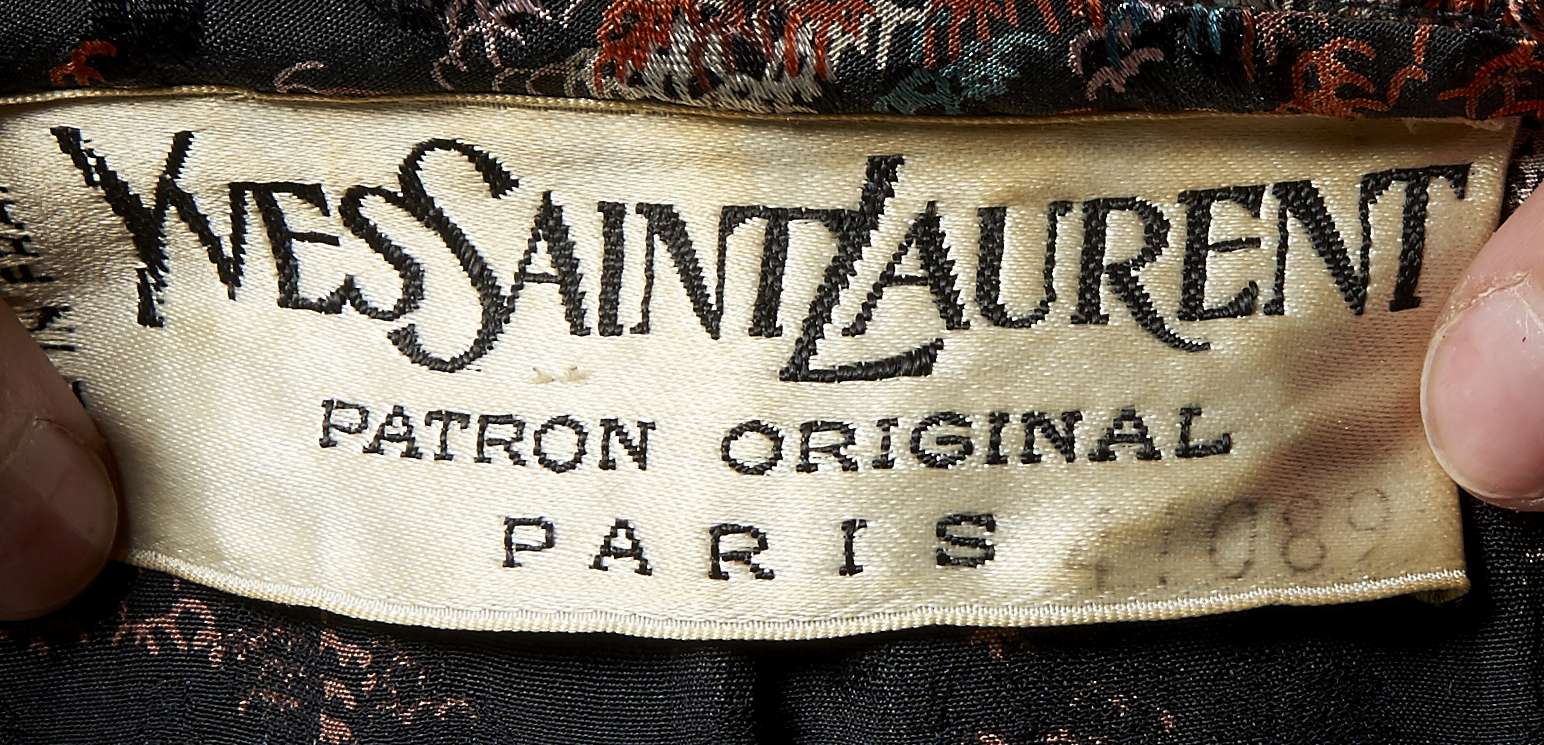 YVES SAINT LAURENT
PATRON ORIGINAL
PARIS